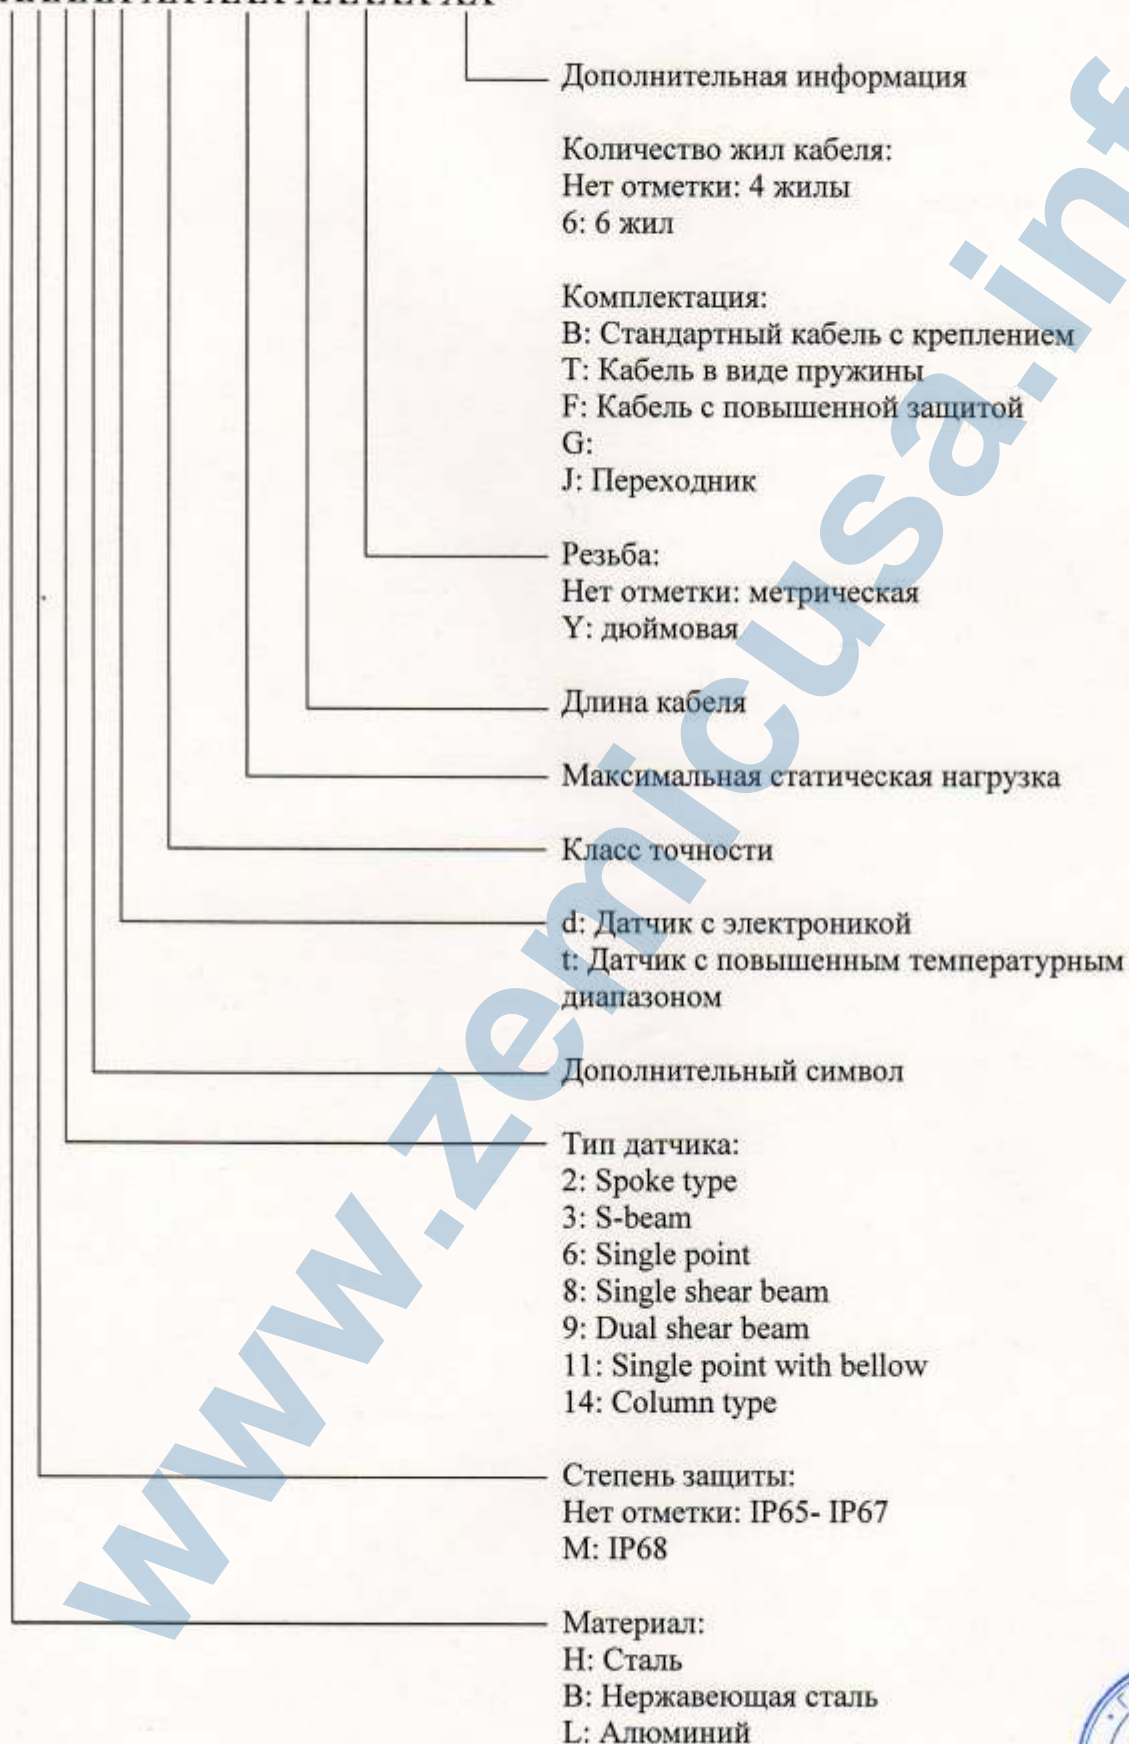 Дополнительная информация
Количество жил кабеля:
Нет отметки: 4 жилы
6: 6 жил
Комплектация:
B: Стандартный кабель с креплением
T: Кабель в виде пружины
F: Кабель с повышенной защитой
G:
J: Переходник
Резьба:
Нет отметки: метрическая
Y: дюймовая
Длина кабеля
Максимальная статическая нагрузка
Класс точности
d: Датчик с электроникой
t: Датчик с повышенным температурным
диапазоном
Дополнительный символ
Тип датчика:
2: Spoke type
3: S-beam
6: Single point
8: Single shear beam
9: Dual shear beam
11: Single point with bellow
14: Column type
Степень защиты:
Нет отметки: IP65- IP67
M: IP68
Материал:
H: Сталь
B: Нержавеющая сталь
L: Алюминий
www.zemicusa.inf